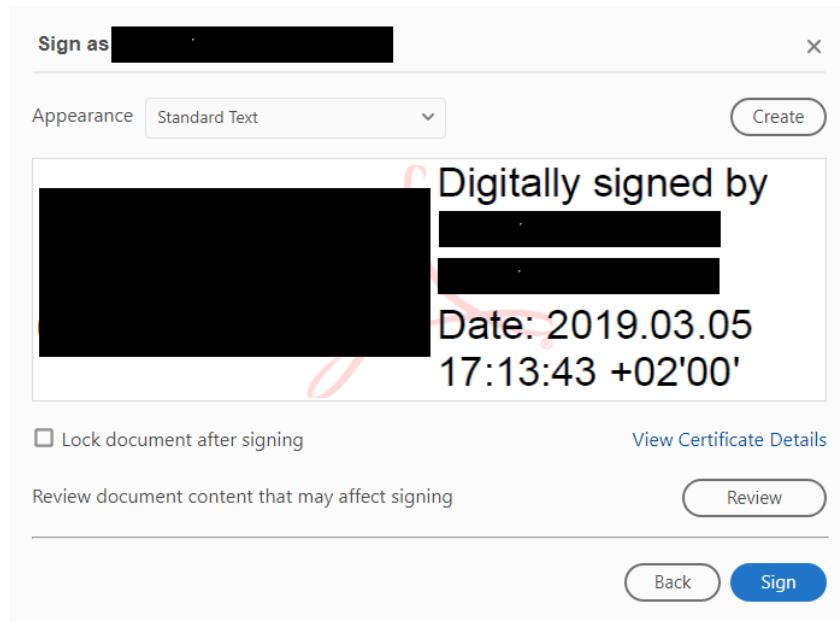 Sign as
Appearance Standard Text Create
Digitally signed by
Date: 2019.03.05
17:13:43 +02'00'
®
Lock document after signing View Certificate Details
Review document content that may affect signing Review
Back Sign